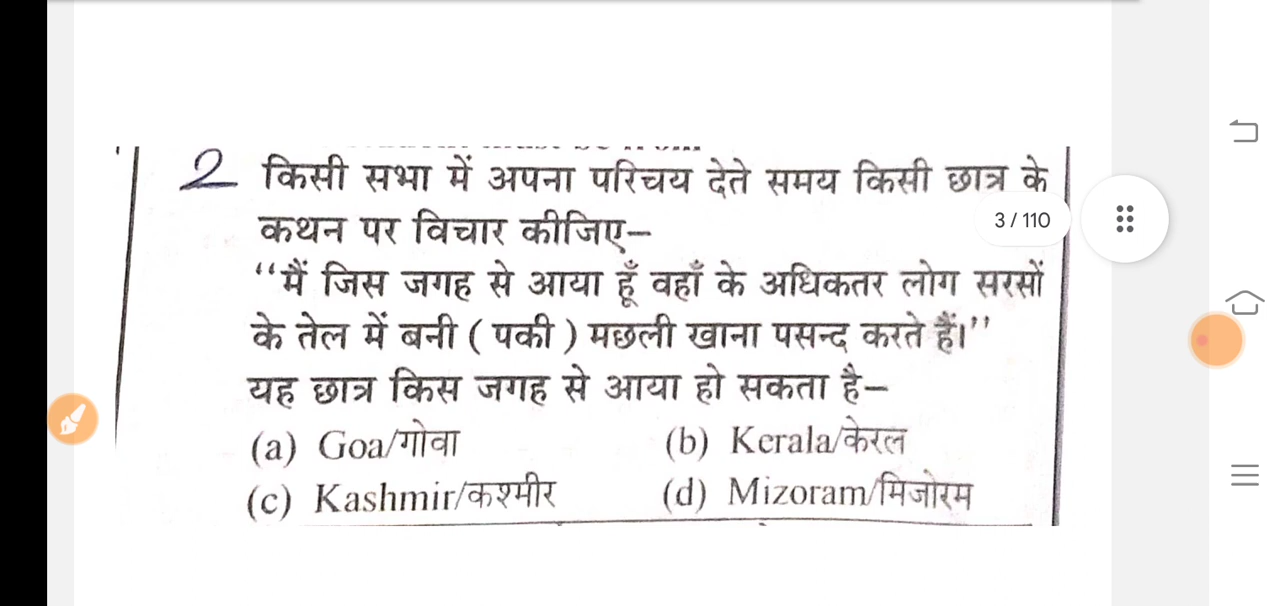 2 किसी सभा में अपना परिचय देते समय किसी छात्र के
कथन पर विचार कीजिए–
3 / 110
“मैं जिस जगह से आया हूँ वहाँ के अधिकतर लोग सरसों
के तेल में बनी ( पकी ) मछली खाना पसन्द करते हैं।”
यह छात्र किस जगह से आया हो सकता है–
(a) Goa/गोवा (b) Kerala/केरल
(c) Kashmir/कश्मीर (d) Mizoram/मिजोरम